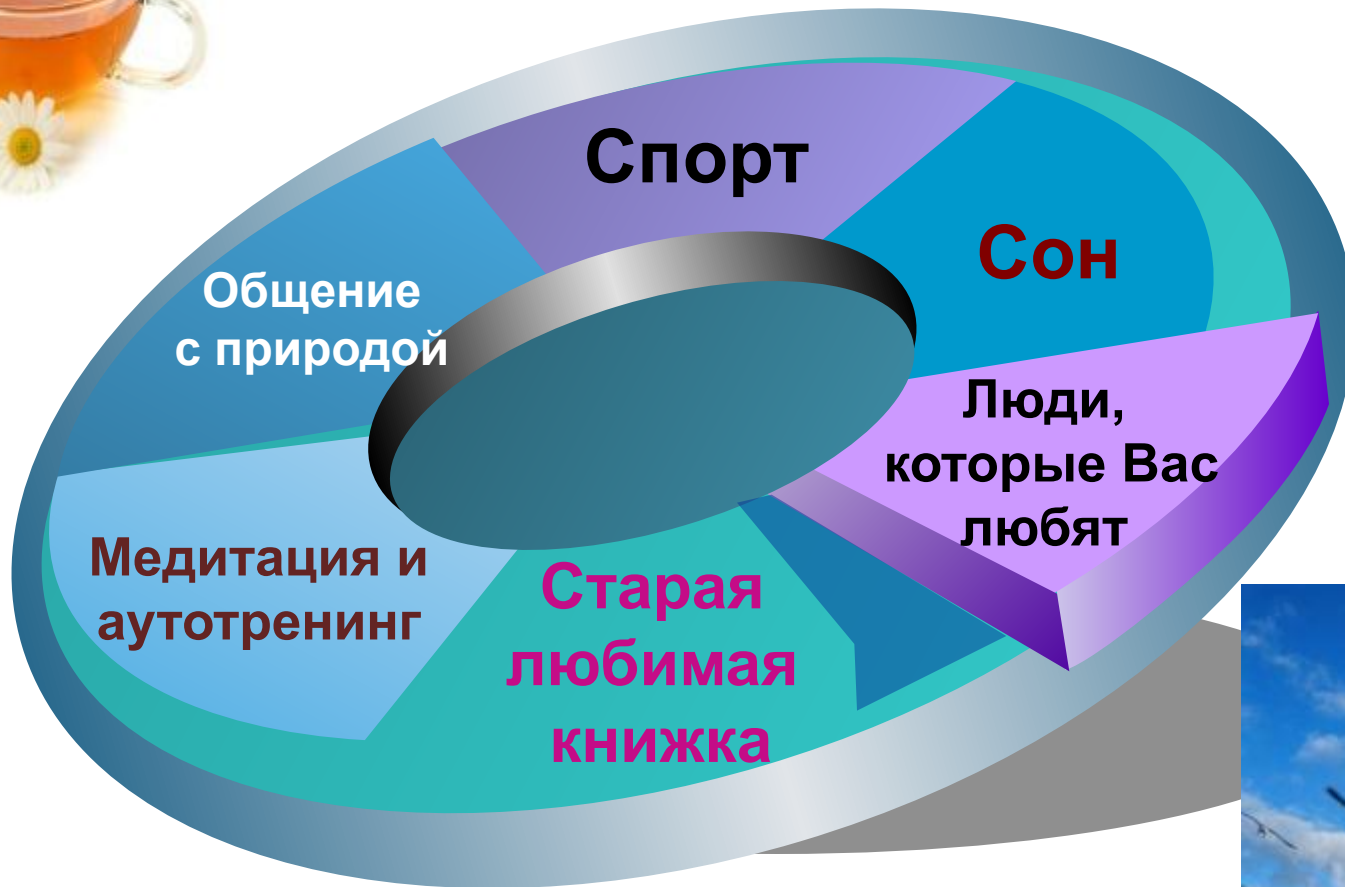 Спорт
Сон
Общение
с природой
Люди,
которые Вас
любят
Медитация и
аутотренинг
Старая
любимая
книжка